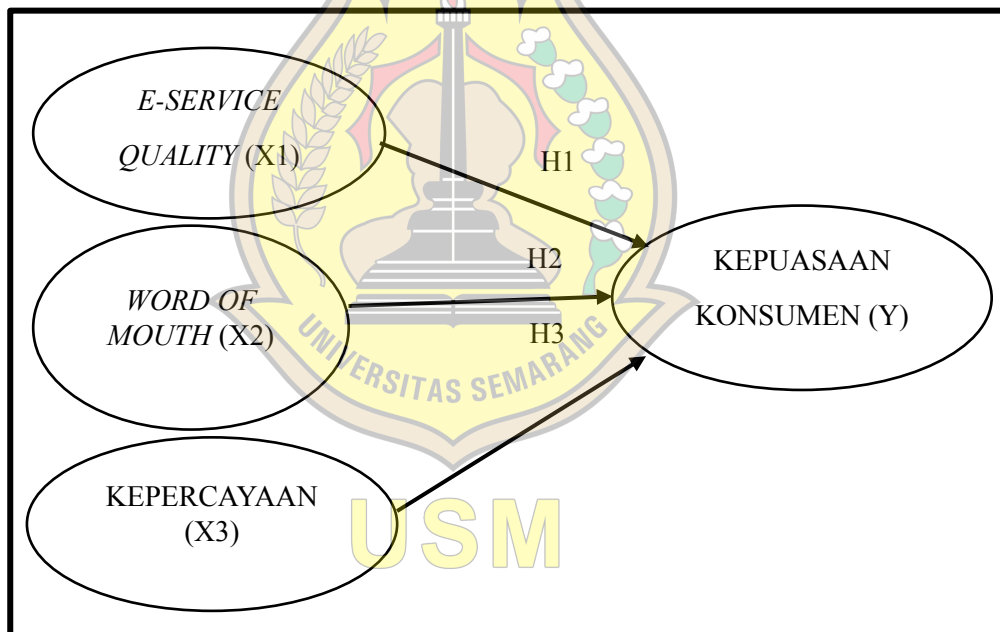 E-SERVICE
QUALITY (X1)
H1
WORD OF
MOUTH (X2)
H2
H3
KEPUASAAN
KONSUMEN (Y)
KEPERCAYAAN
(X3)
UNIVERSITAS SEMARANG
USM